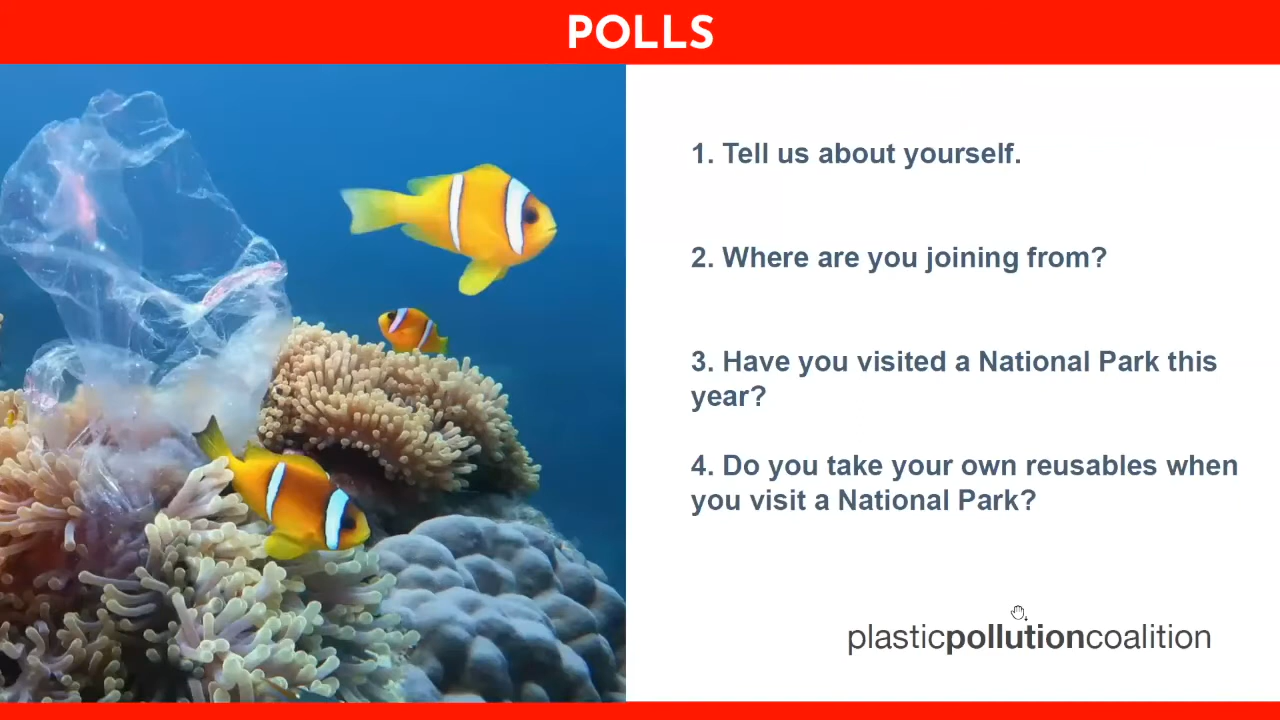 POLLS
1. Tell us about yourself.
2. Where are you joining from?
3. Have you visited a National Park this
year?
4. Do you take your own reusables when
you visit a National Park?
plasticpollutioncoalition